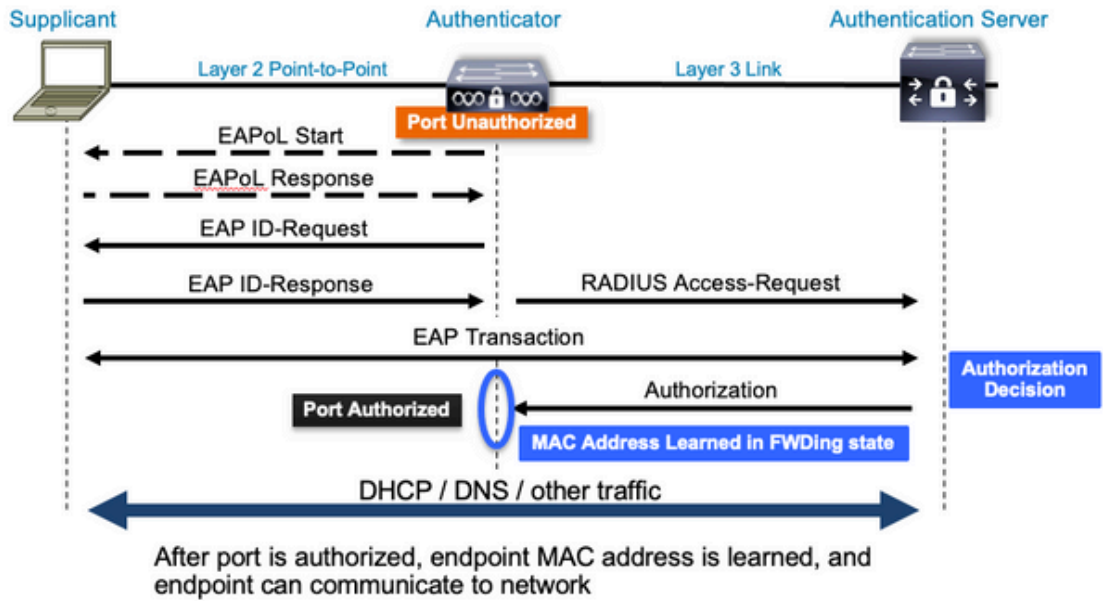 Supplicant
Authenticator
Authentication Server
Layer 2 Point-to-Point
Layer 3 Link
Port Unauthorized
EAPoL Start
EAPoL Response
EAP ID-Request
EAP ID-Response
RADIUS Access-Request
EAP Transaction
Authorization
Decision
Authorization
Port Authorized
MAC Address Learned in FWDing state
DHCP / DNS / other traffic
After port is authorized, endpoint MAC address is learned, and
endpoint can communicate to network